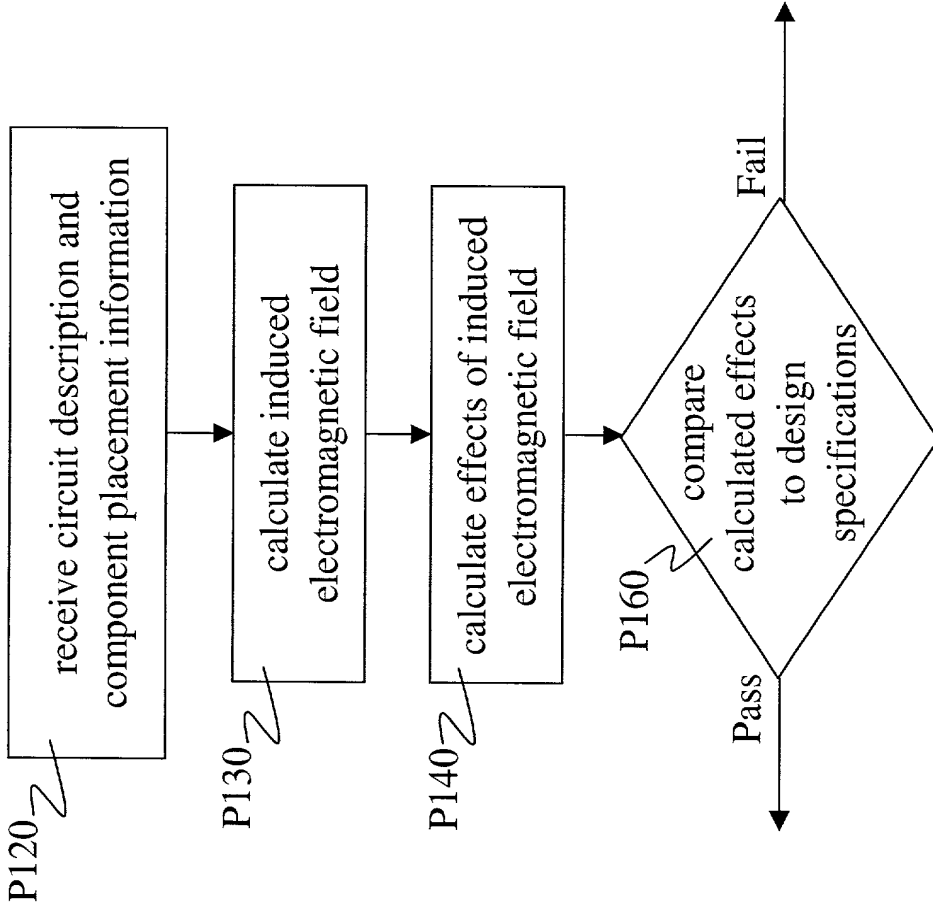 P120
receive circuit description and
component placement information
P130
calculate induced
electromagnetic field
P140
calculate effects of induced
electromagnetic field
P160
compare
calculated effects
to design
specifications
Pass
Fail